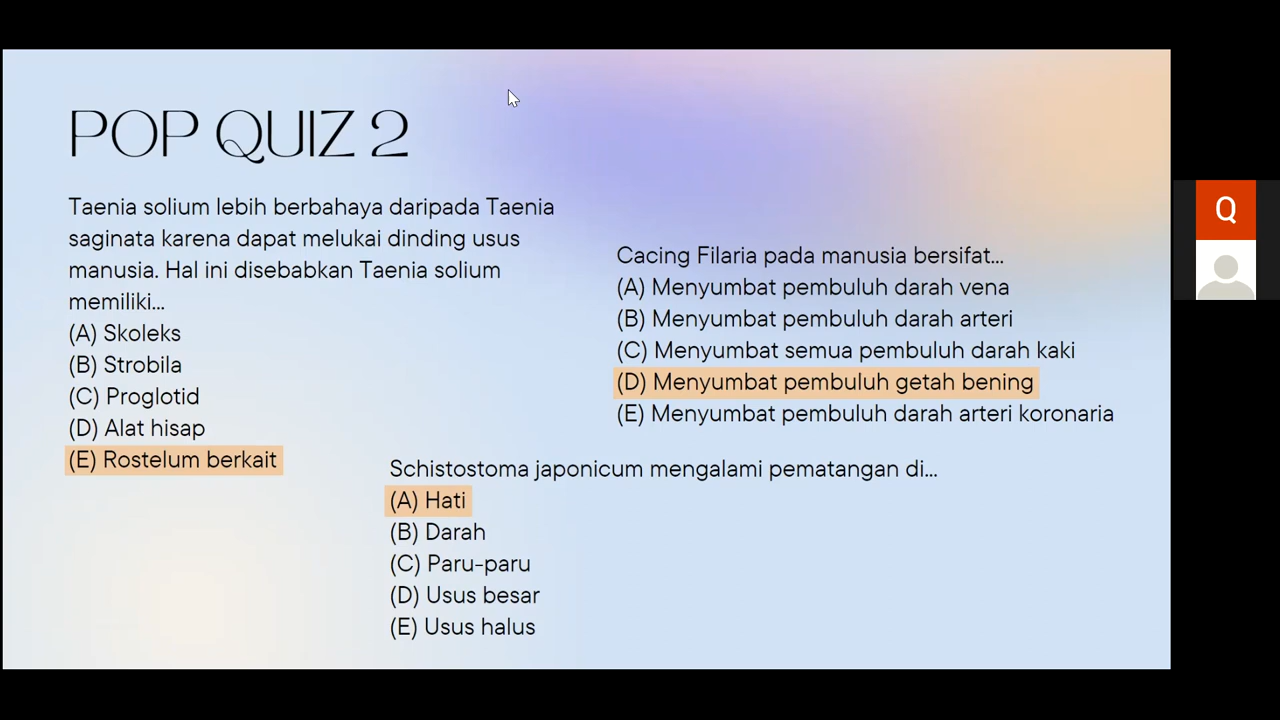 POP QUIZ 2
Taenia solium lebih berbahaya daripada Taenia
saginata karena dapat melukai dinding usus
manusia. Hal ini disebabkan Taenia solium
memiliki...
(A) Skoleks
(B) Strobila
(C) Proglotid
(D) Alat hisap
(E) Rostelum berkait
Cacing Filaria pada manusia bersifat...
(A) Menyumbat pembuluh darah vena
(B) Menyumbat pembuluh darah arteri
(C) Menyumbat semua pembuluh darah kaki
(D) Menyumbat pembuluh getah bening
(E) Menyumbat pembuluh darah arteri koronaria
Schistostoma japonicum mengalami pematangan di...
(A) Hati
(B) Darah
(C) Paru-paru
(D) Usus besar
(E) Usus halus
Q